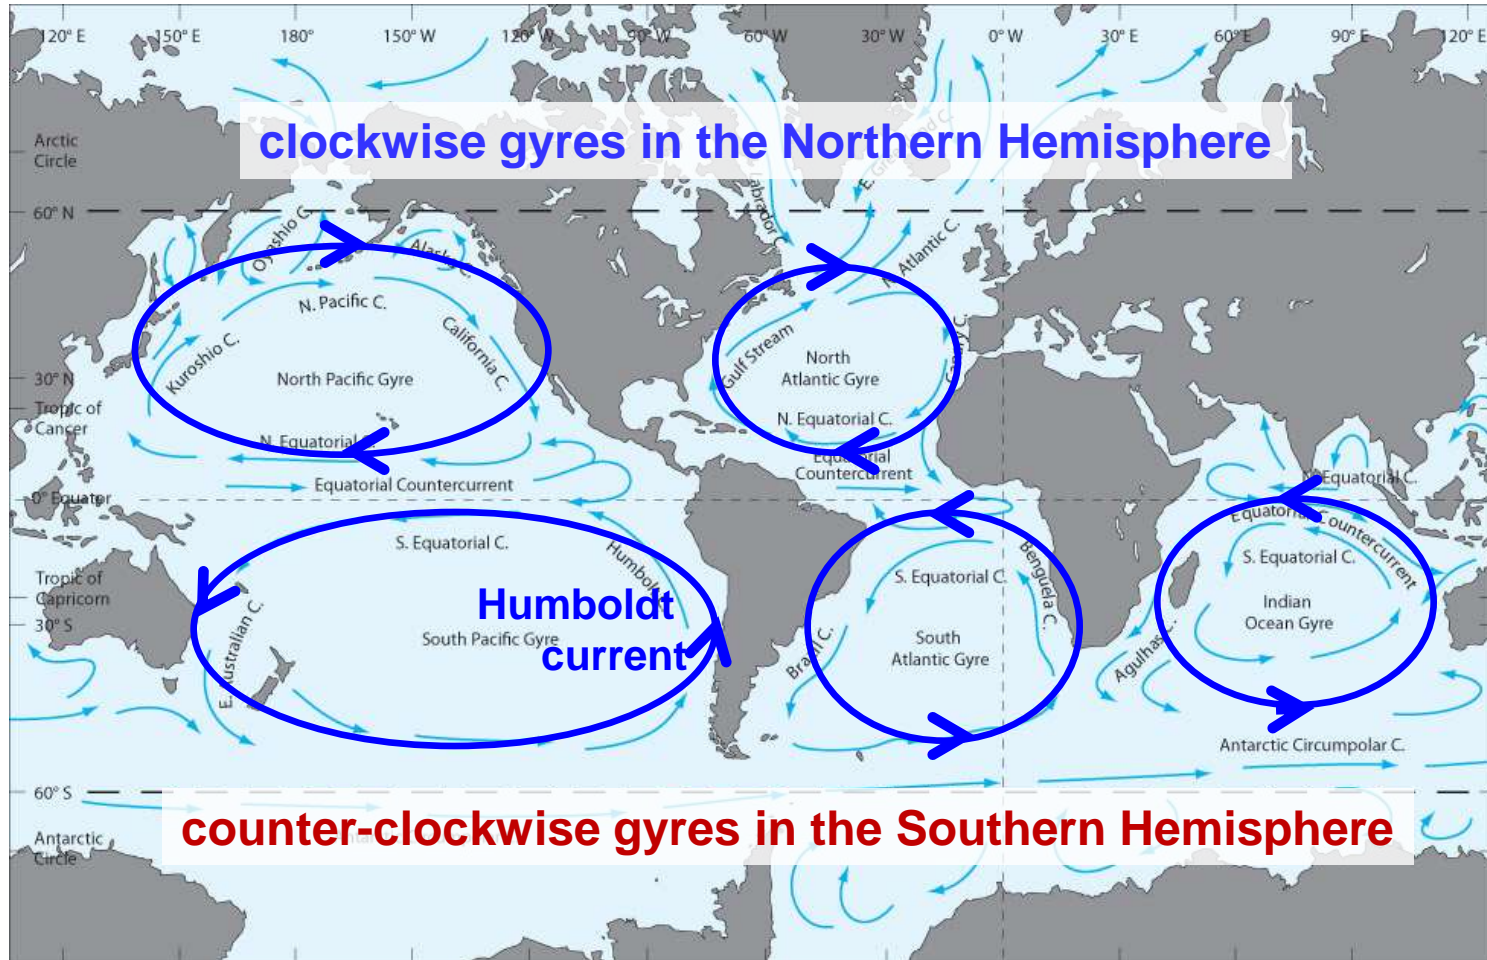 120° E 150° E 180° 150° W 120° W 90° W 60° W 30° W 0° W 30° E 60° E 90° E 120° E
clockwise gyres in the Northern Hemisphere
Arctic
Circle
E. Greenland C.
Labrador C.
60° N
Oyashio C.
Alaska C.
N. Atlantic C.
N. Pacific C.
Kuroshio C.
California C.
Gulf Stream
Canary C.
North
Atlantic Gyre
30° N
North Pacific Gyre
Tropic of
Cancer
N. Equatorial C.
N. Equatorial C.
Equatorial
Countercurrent
Equatorial Countercurrent
N. Equatorial C.
0° Equator
Equatorial Countercurrent
S. Equatorial C.
Humboldt
S. Equatorial C.
Benguela C.
S. Equatorial C.
Tropic of
Capricorn
30° S
Humboldt
current
Indian
Ocean Gyre
E. Australian C.
South Pacific Gyre
Brazil C.
South
Atlantic Gyre
Agulhas C.
Antarctic Circumpolar C.
60° S
counter-clockwise gyres in the Southern Hemisphere
Antarctic
Circle